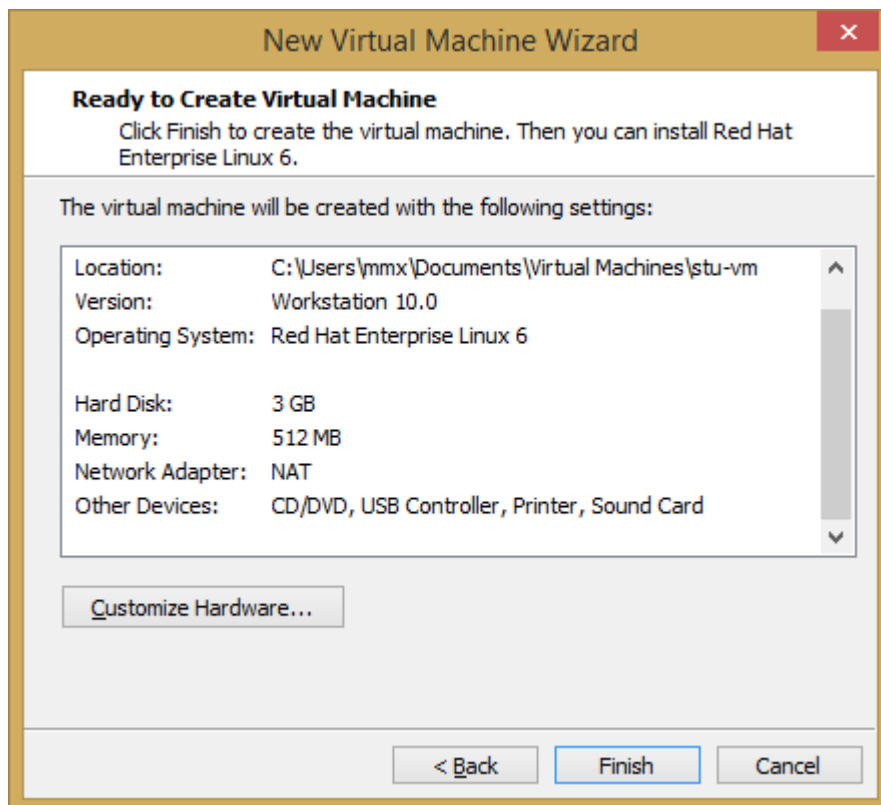 New Virtual Machine Wizard
Ready to Create Virtual Machine
Click Finish to create the virtual machine. Then you can install Red Hat
Enterprise Linux 6.
The virtual machine will be created with the following settings:
Location: C:\Users\mmx\Documents\Virtual Machines\stu-vm
Version: Workstation 10.0
Operating System: Red Hat Enterprise Linux 6
Hard Disk: 3 GB
Memory: 512 MB
Network Adapter: NAT
Other Devices: CD/DVD, USB Controller, Printer, Sound Card
Customize Hardware...
< Back Finish Cancel